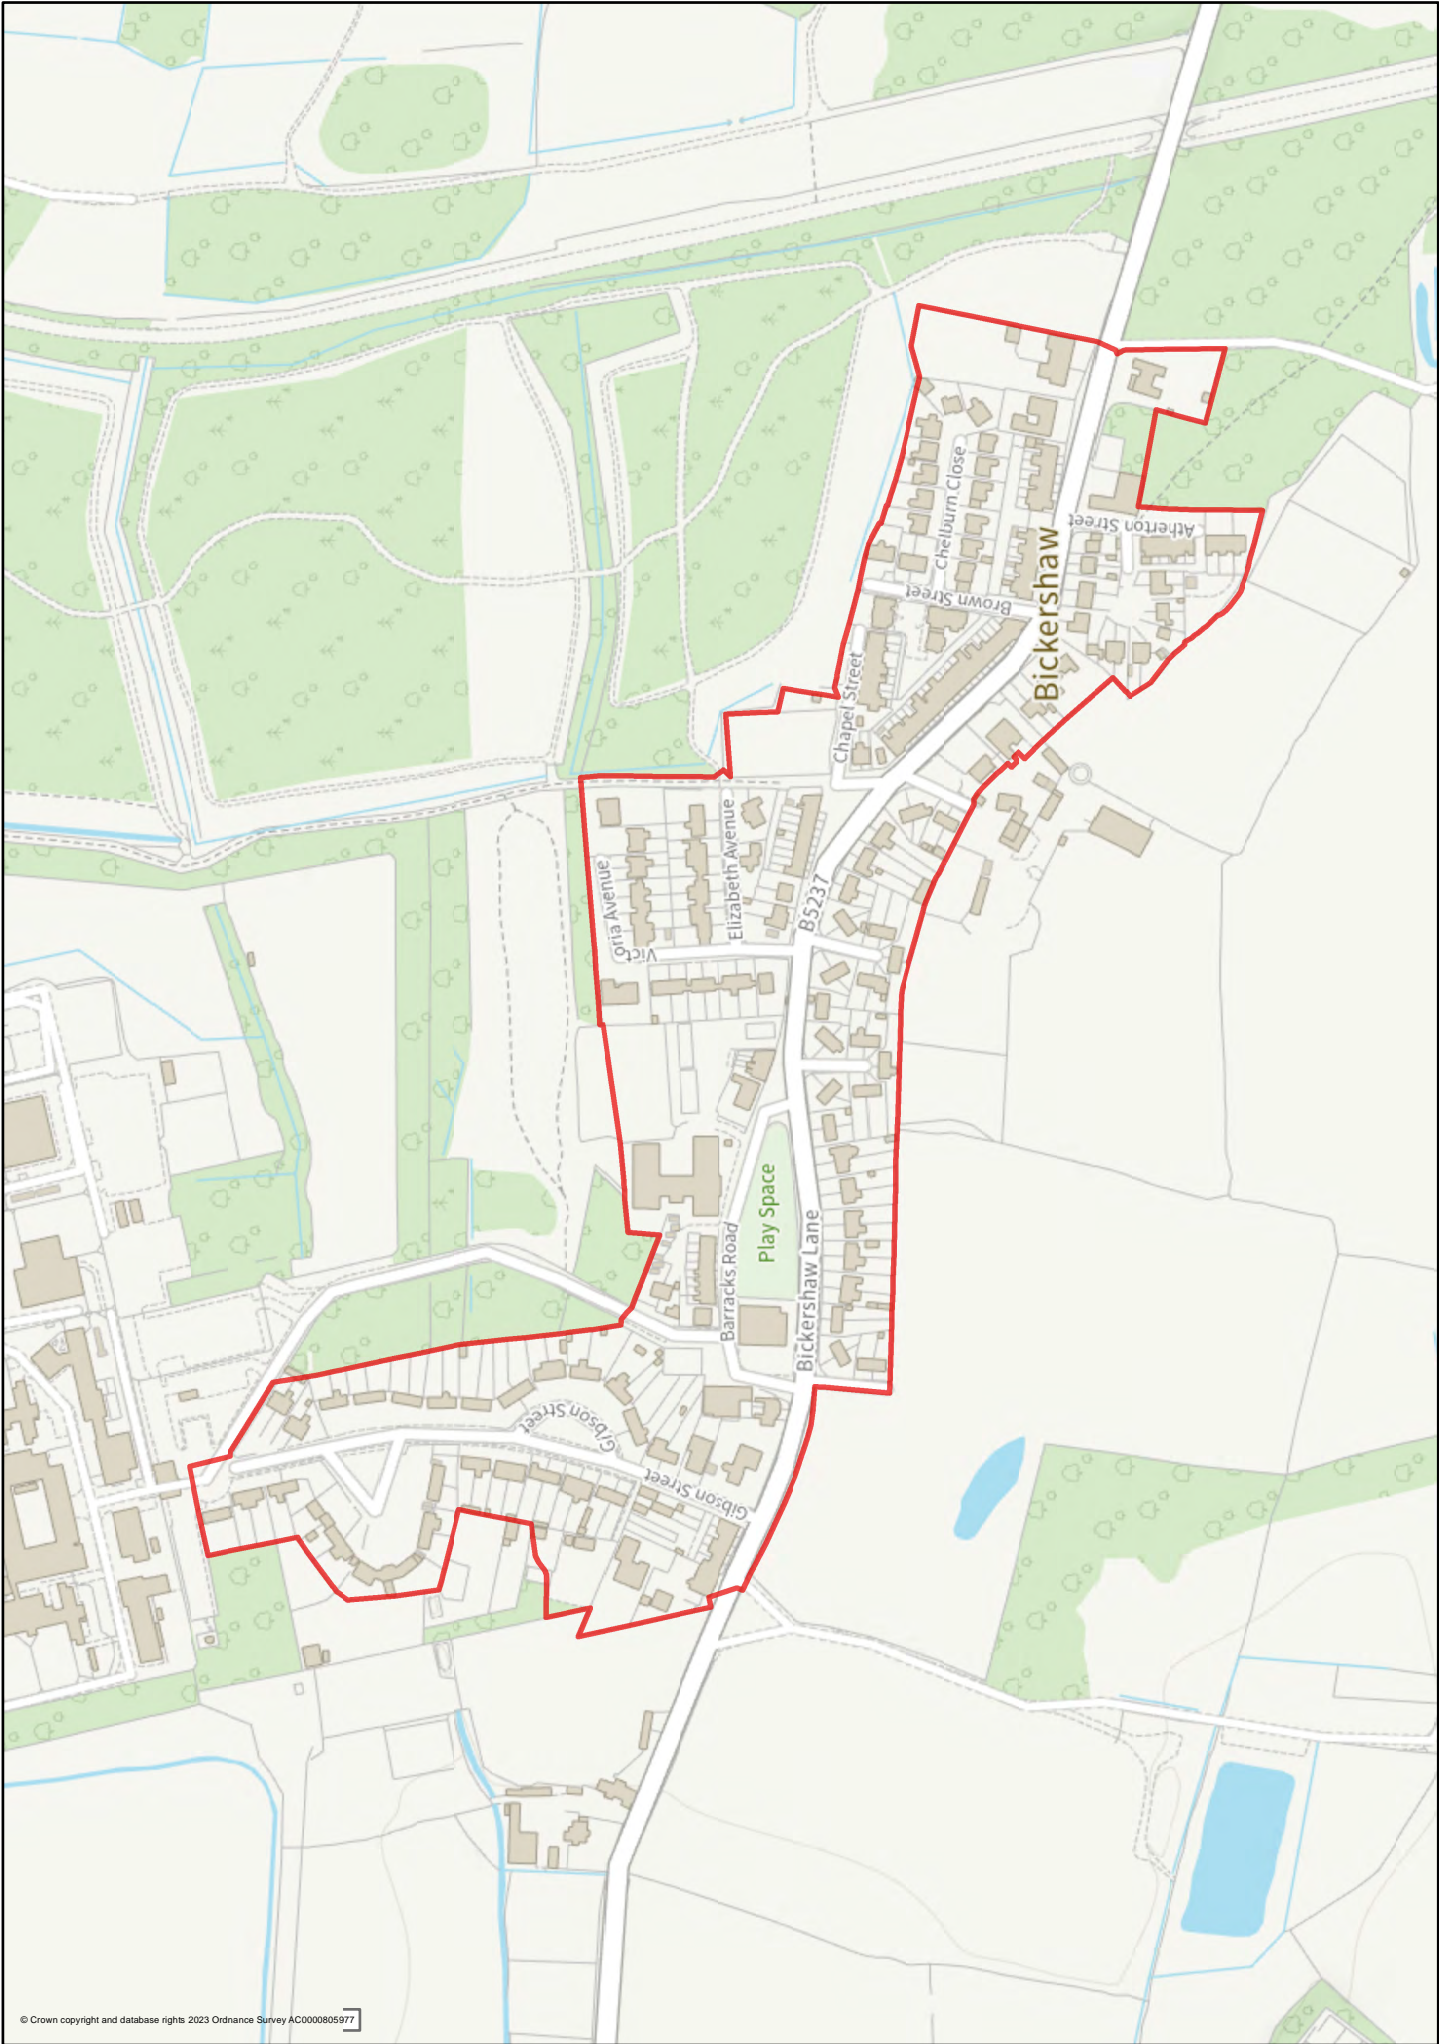 Chelburn Close
Atherton Street
Bickershaw
Brown Street
Chapel Street
Elizabeth Avenue
Victoria Avenue
B5237
Play Space
Barracks Road
Bickershaw Lane
Gibson Street
Gibson Street
© Crown copyright and database rights 2023 Ordnance Survey AC0000805977